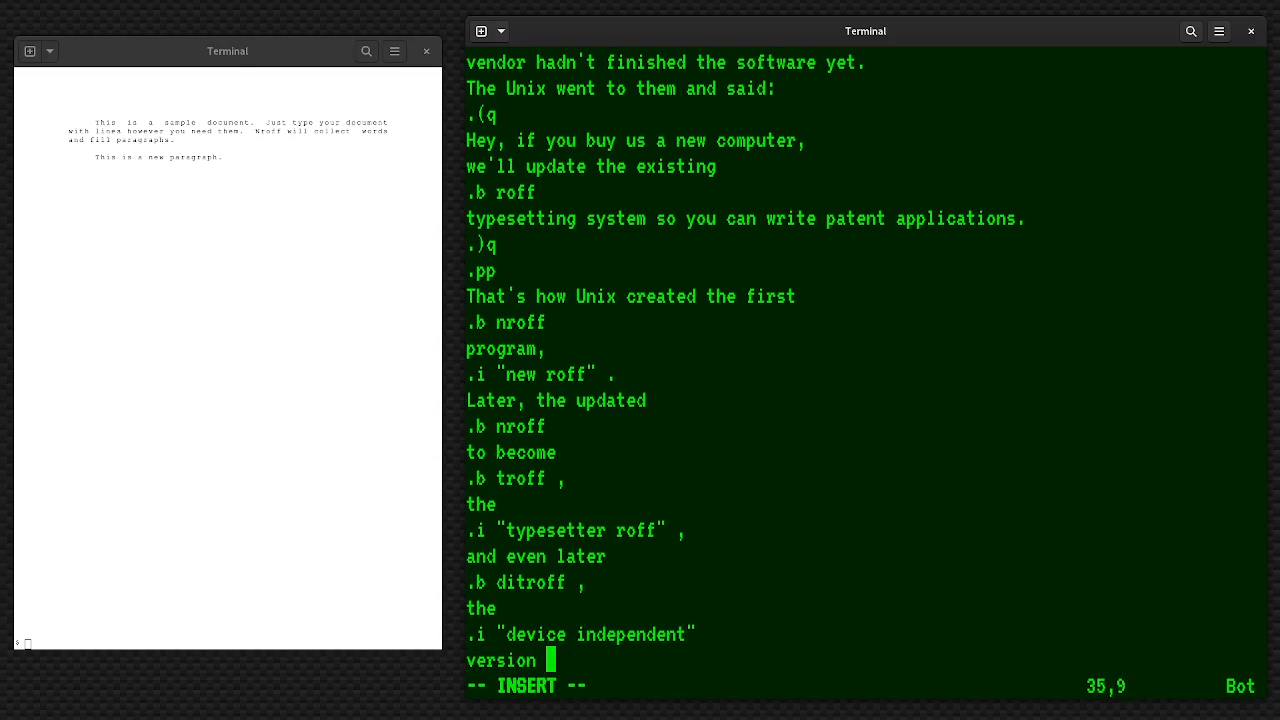 Terminal
This is a sample document. Just type your document
with lines however you need them. Nroff will collect words
and fill paragraphs.
This is a new paragraph.
$
Terminal
vendor hadn't finished the software yet.
The Unix went to them and said:
.(q
Hey, if you buy us a new computer,
we'll update the existing
.b roff
typesetting system so you can write patent applications.
.)q
.pp
That's how Unix created the first
.b nroff
program,
.i "new roff" .
Later, the updated
.b nroff
to become
.b troff ,
the
.i "typesetter roff" ,
and even later
.b ditroff ,
the
.i "device independent"
version
-- INSERT -- 35,9 Bot